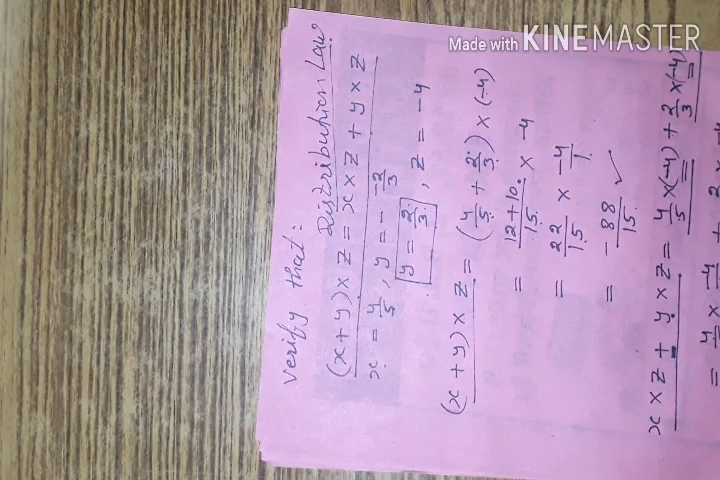 Made with KINEMASTER
verify that:
Distribution Law
(x+y) × z = x × z + y × z
x = 4/5, y = - -2/3
y = 2/3, z = -4
(x+y) × z = (4/5 + 2/3) × (-4)
= 12+10/15 × -4
= 22/15 × -4/1
= -88/15 ✓
x × z + y × z = 4/5 × (-4) + 2/3 × (-4)
= 4/5 × -4